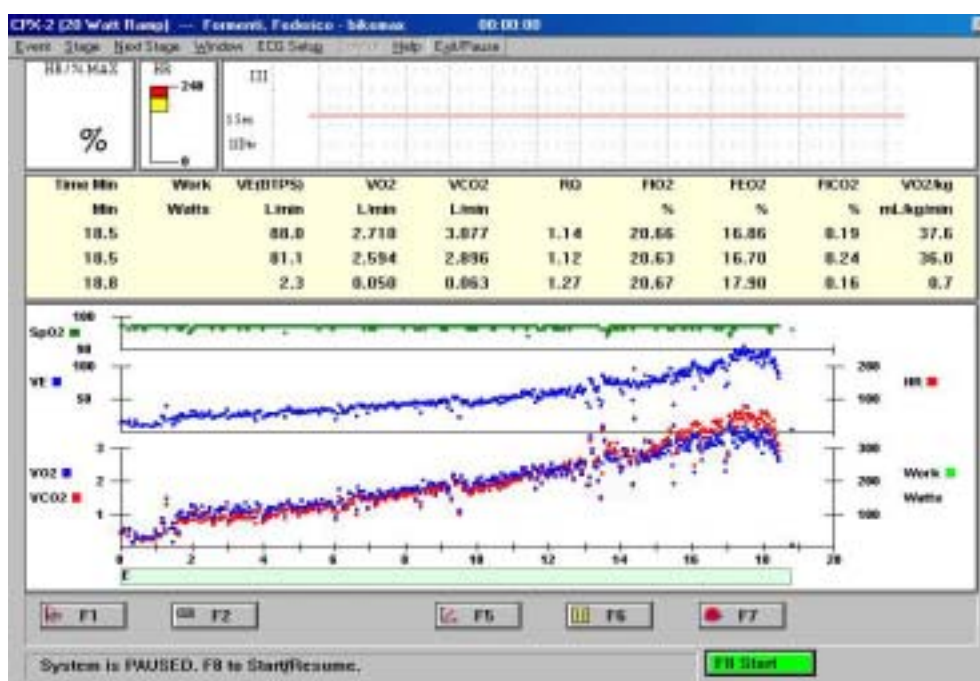 CPX-2 (20 Watt Ramp) --- Formenti, Federico - bikemax 00:00:00
Event Stage Next Stage Window ECG Setup Help Exit/Pause
HR/% MAX HR III
240
%
0
Time Min Work VE(BTPS) VO2 VCO2 RQ FIO2 FEO2 FICO2 VO2/kg
Min Watts L/min L/min L/min % % % mL/kg/min
18.5 88.0 2.710 3.077 1.14 20.66 16.86 0.19 37.6
18.5 81.1 2.594 2.896 1.12 20.63 16.70 0.24 36.0
18.8 2.3 0.050 0.063 1.27 20.67 17.90 0.16 0.7
100
SpO2
90
100 200
VE HR
50 100
3 300
VO2 Work
2 200
VCO2 Watts
1 100
0 2 4 6 8 10 12 14 16 18 20
E
F1 F2 F5 F6 F7
System is PAUSED. F8 to Start/Resume. F8 Start